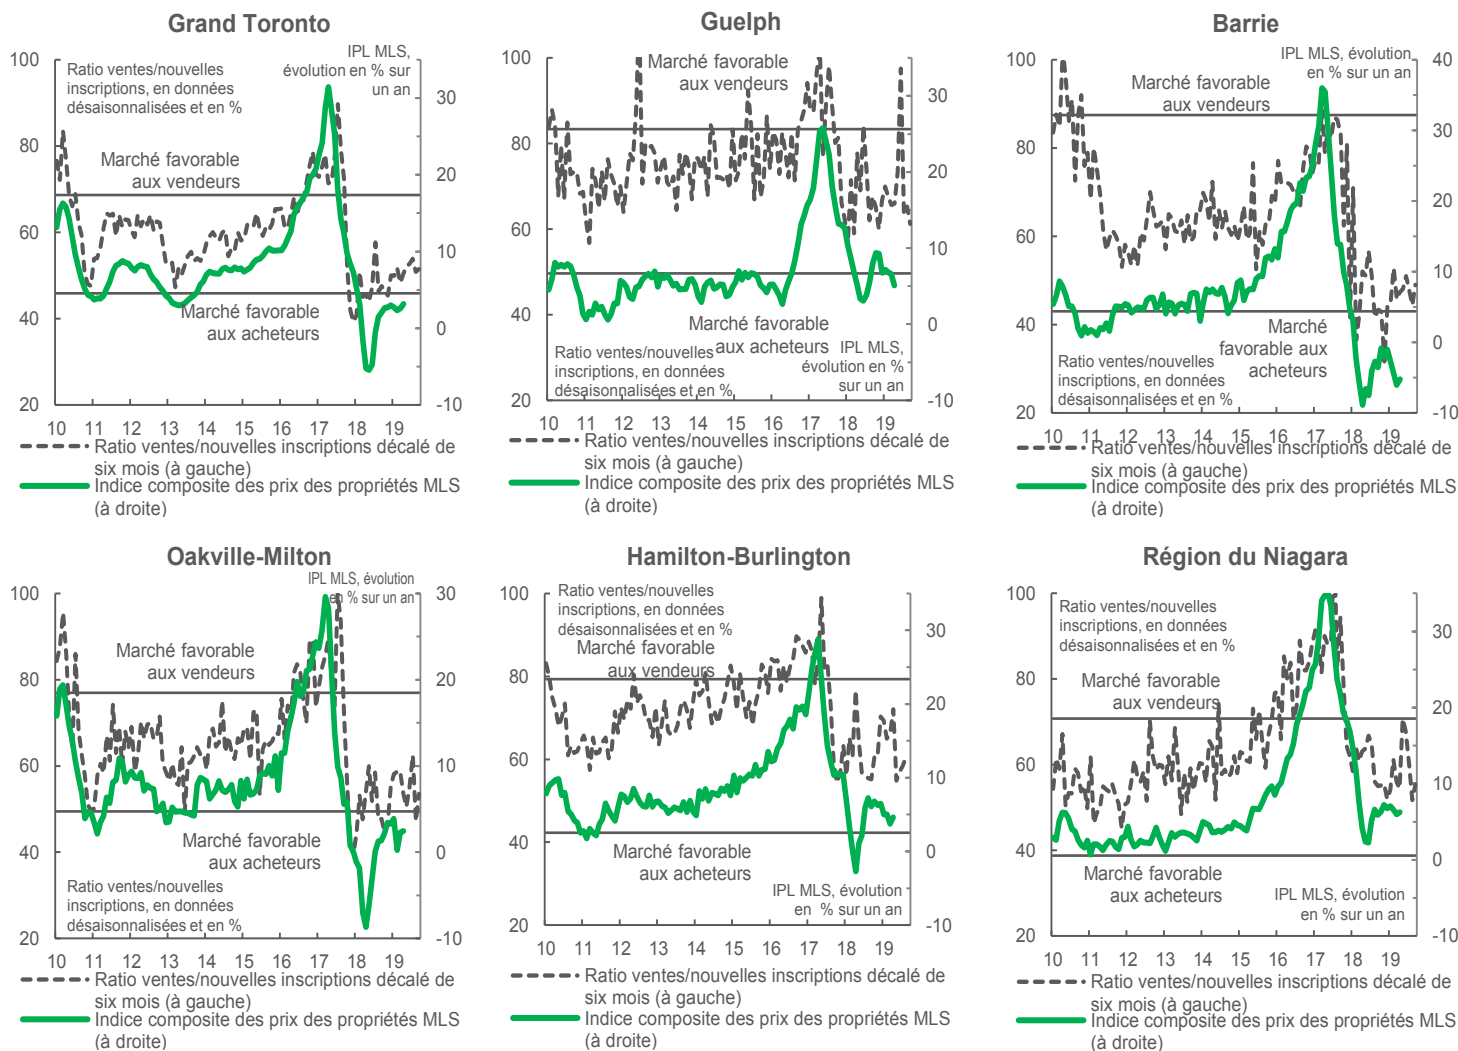 Grand Toronto
IPL MLS,
évolution en % sur
un an
Ratio ventes/nouvelles
inscriptions, en données
désaisonnalisées et en %
Marché favorable
aux vendeurs
Marché favorable
aux acheteurs
100
80
60
40
20
40
30
20
10
0
-10
10 11 12 13 14 15 16 17 18 19
Ratio ventes/nouvelles inscriptions décalé de
six mois (à gauche)
Indice composite des prix des propriétés MLS
(à droite)
Guelph
Marché favorable
aux vendeurs
Marché favorable
aux acheteurs
Ratio ventes/nouvelles
inscriptions, en données
désaisonnalisées et en %
IPL MLS,
évolution en %
sur un an
100
80
60
40
20
30
20
10
0
-10
10 11 12 13 14 15 16 17 18 19
Ratio ventes/nouvelles inscriptions décalé de
six mois (à gauche)
Indice composite des prix des propriétés MLS
(à droite)
Barrie
IPL MLS, évolution
en % sur un an
Marché favorable
aux vendeurs
Marché
favorable aux
acheteurs
Ratio ventes/nouvelles
inscriptions, en données
désaisonnalisées et en %
100
80
60
40
20
40
30
20
10
0
-10
10 11 12 13 14 15 16 17 18 19
Ratio ventes/nouvelles inscriptions décalé de
six mois (à gauche)
Indice composite des prix des propriétés MLS
(à droite)
Oakville-Milton
IPL MLS, évolution
en % sur un an
Marché favorable
aux vendeurs
Marché favorable
aux acheteurs
Ratio ventes/nouvelles
inscriptions, en données
désaisonnalisées et en %
100
80
60
40
20
30
20
10
0
-10
10 11 12 13 14 15 16 17 18 19
Ratio ventes/nouvelles inscriptions décalé de
six mois (à gauche)
Indice composite des prix des propriétés MLS
(à droite)
Hamilton-Burlington
Ratio ventes/nouvelles
inscriptions, en données
désaisonnalisées et en %
Marché favorable
aux vendeurs
Marché favorable
aux acheteurs
IPL MLS, évolution
en % sur un an
100
80
60
40
20
30
20
10
0
-10
10 11 12 13 14 15 16 17 18 19
Ratio ventes/nouvelles inscriptions décalé de
six mois (à gauche)
Indice composite des prix des propriétés MLS
(à droite)
Région du Niagara
Ratio ventes/nouvelles
inscriptions, en données
désaisonnalisées et en %
Marché favorable
aux vendeurs
Marché favorable
aux acheteurs
IPL MLS, évolution
en % sur un an
100
80
60
40
20
30
20
10
0
-10
10 11 12 13 14 15 16 17 18 19
Ratio ventes/nouvelles inscriptions décalé de
six mois (à gauche)
Indice composite des prix des propriétés MLS
(à droite)